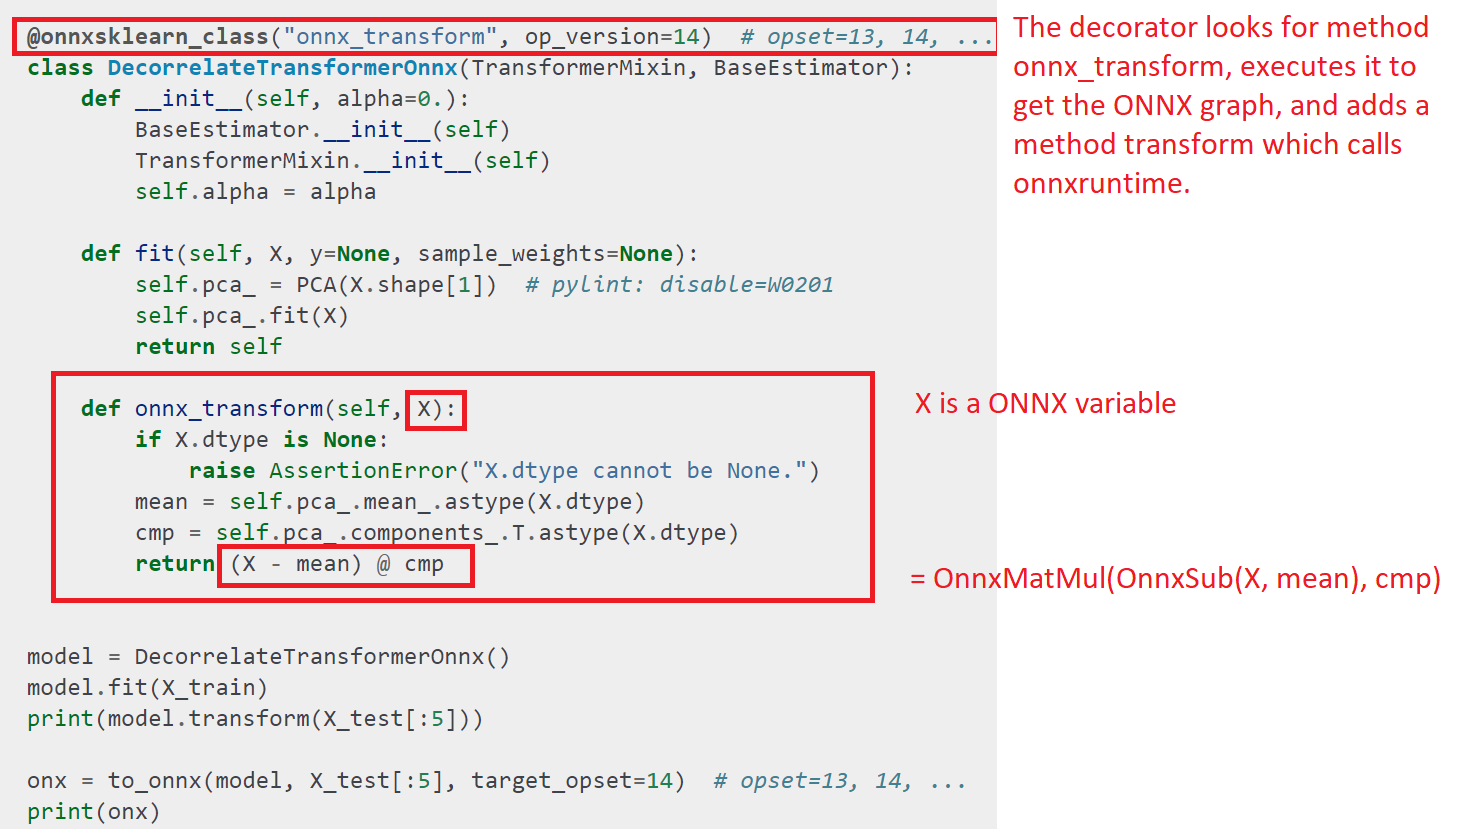 @onnxsklearn_class("onnx_transform", op_version=14)  # opset=13, 14, ...
class DecorrelateTransformerOnnx(TransformerMixin, BaseEstimator):
    def __init__(self, alpha=0.):
        BaseEstimator.__init__(self)
        TransformerMixin.__init__(self)
        self.alpha = alpha
    def fit(self, X, y=None, sample_weights=None):
        self.pca_ = PCA(X.shape[1])  # pylint: disable=W0201
        self.pca_.fit(X)
        return self
    def onnx_transform(self, X):
        if X.dtype is None:
            raise AssertionError("X.dtype cannot be None.")
        mean = self.pca_.mean_.astype(X.dtype)
        cmp = self.pca_.components_.T.astype(X.dtype)
        return (X - mean) @ cmp
model = DecorrelateTransformerOnnx()
model.fit(X_train)
print(model.transform(X_test[:5]))
onx = to_onnx(model, X_test[:5], target_opset=14)  # opset=13, 14, ...
print(onx)
The decorator looks for method
onnx_transform, executes it to
get the ONNX graph, and adds a
method transform which calls
onnxruntime.
X is a ONNX variable
= OnnxMatMul(OnnxSub(X, mean), cmp)